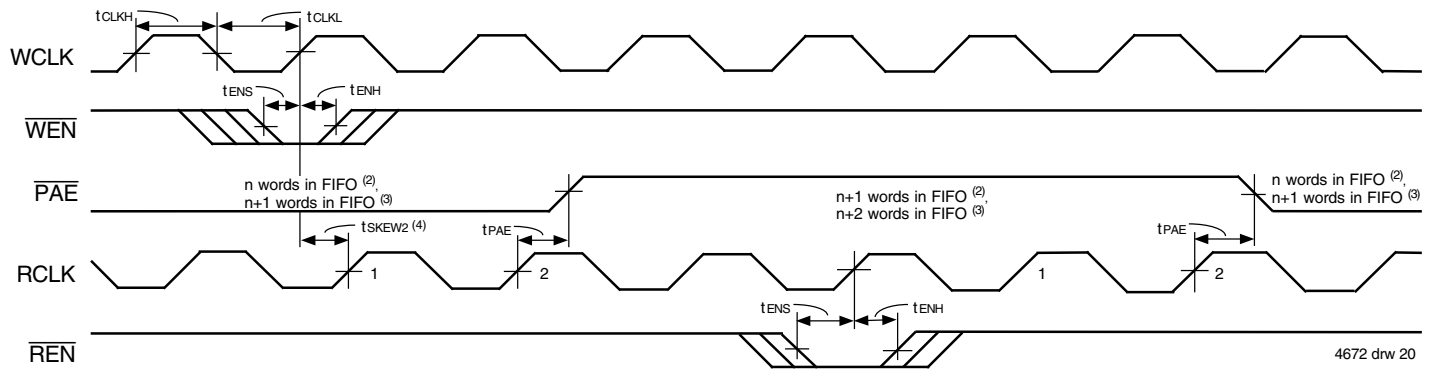 tCLKH
tCLKL
WCLK
tENS
tENH
WEN
n words in FIFO (2),
n+1 words in FIFO (3)
PAE
n+1 words in FIFO (2),
n+2 words in FIFO (3)
n words in FIFO (2),
n+1 words in FIFO (3)
tSKEW2 (4)
tPAE
tPAE
RCLK
1
2
1
2
tENS
tENH
REN
4672 drw 20